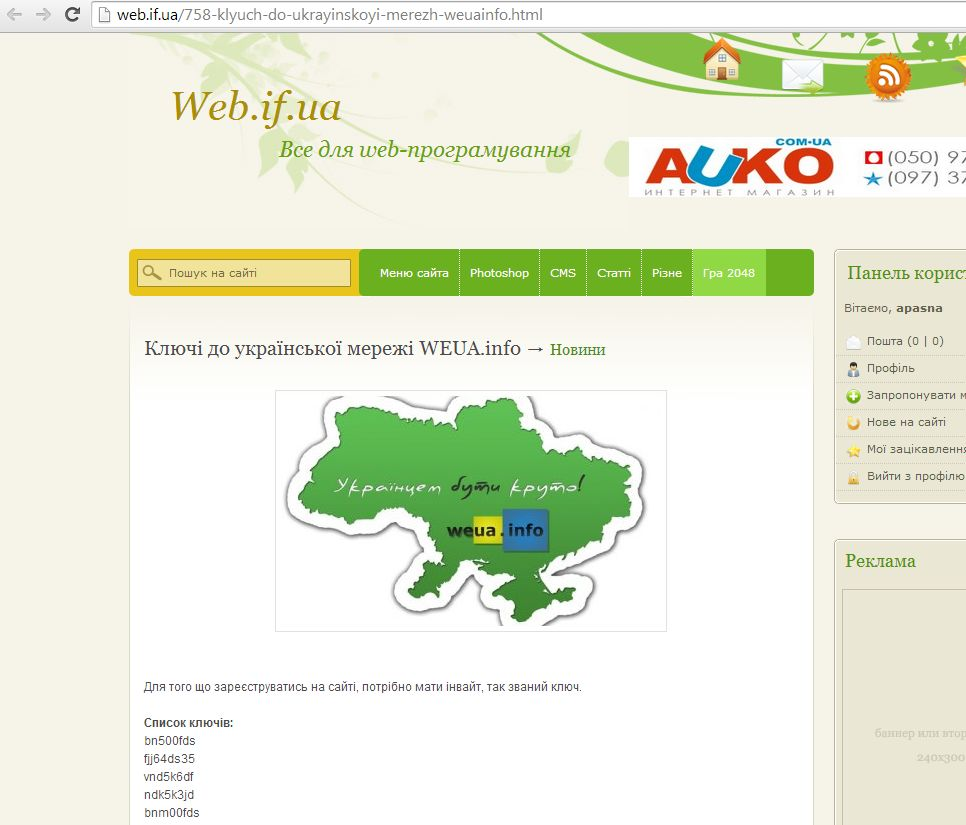 web.if.ua/758-klyuch-do-ukrayinskoyi-merezh-weuainfo.html
Web.if.ua
Все для web-програмування
COM-UA
AUKO
ИНТЕРНЕТ МАГАЗИН
(050) 97
(097) 37
Пошук на сайті
Меню сайта
Photoshop
CMS
Статті
Різне
Гра 2048
Ключі до української мережі WEUA.info → Новини
Українцем бути круто!
weua.info
Для того що зареєструватись на сайті, потрібно мати інвайт, так званий ключ.
Список ключів:
bn500fds
fjj64ds35
vnd5k6df
ndk5k3jd
bnm00fds
Панель корист
Вітаємо, apasna
Пошта (0 | 0)
Профіль
Запропонувати м
Нове на сайті
Мої зацікавлення
Вийти з профілю
Реклама
баннер или втор
240x300